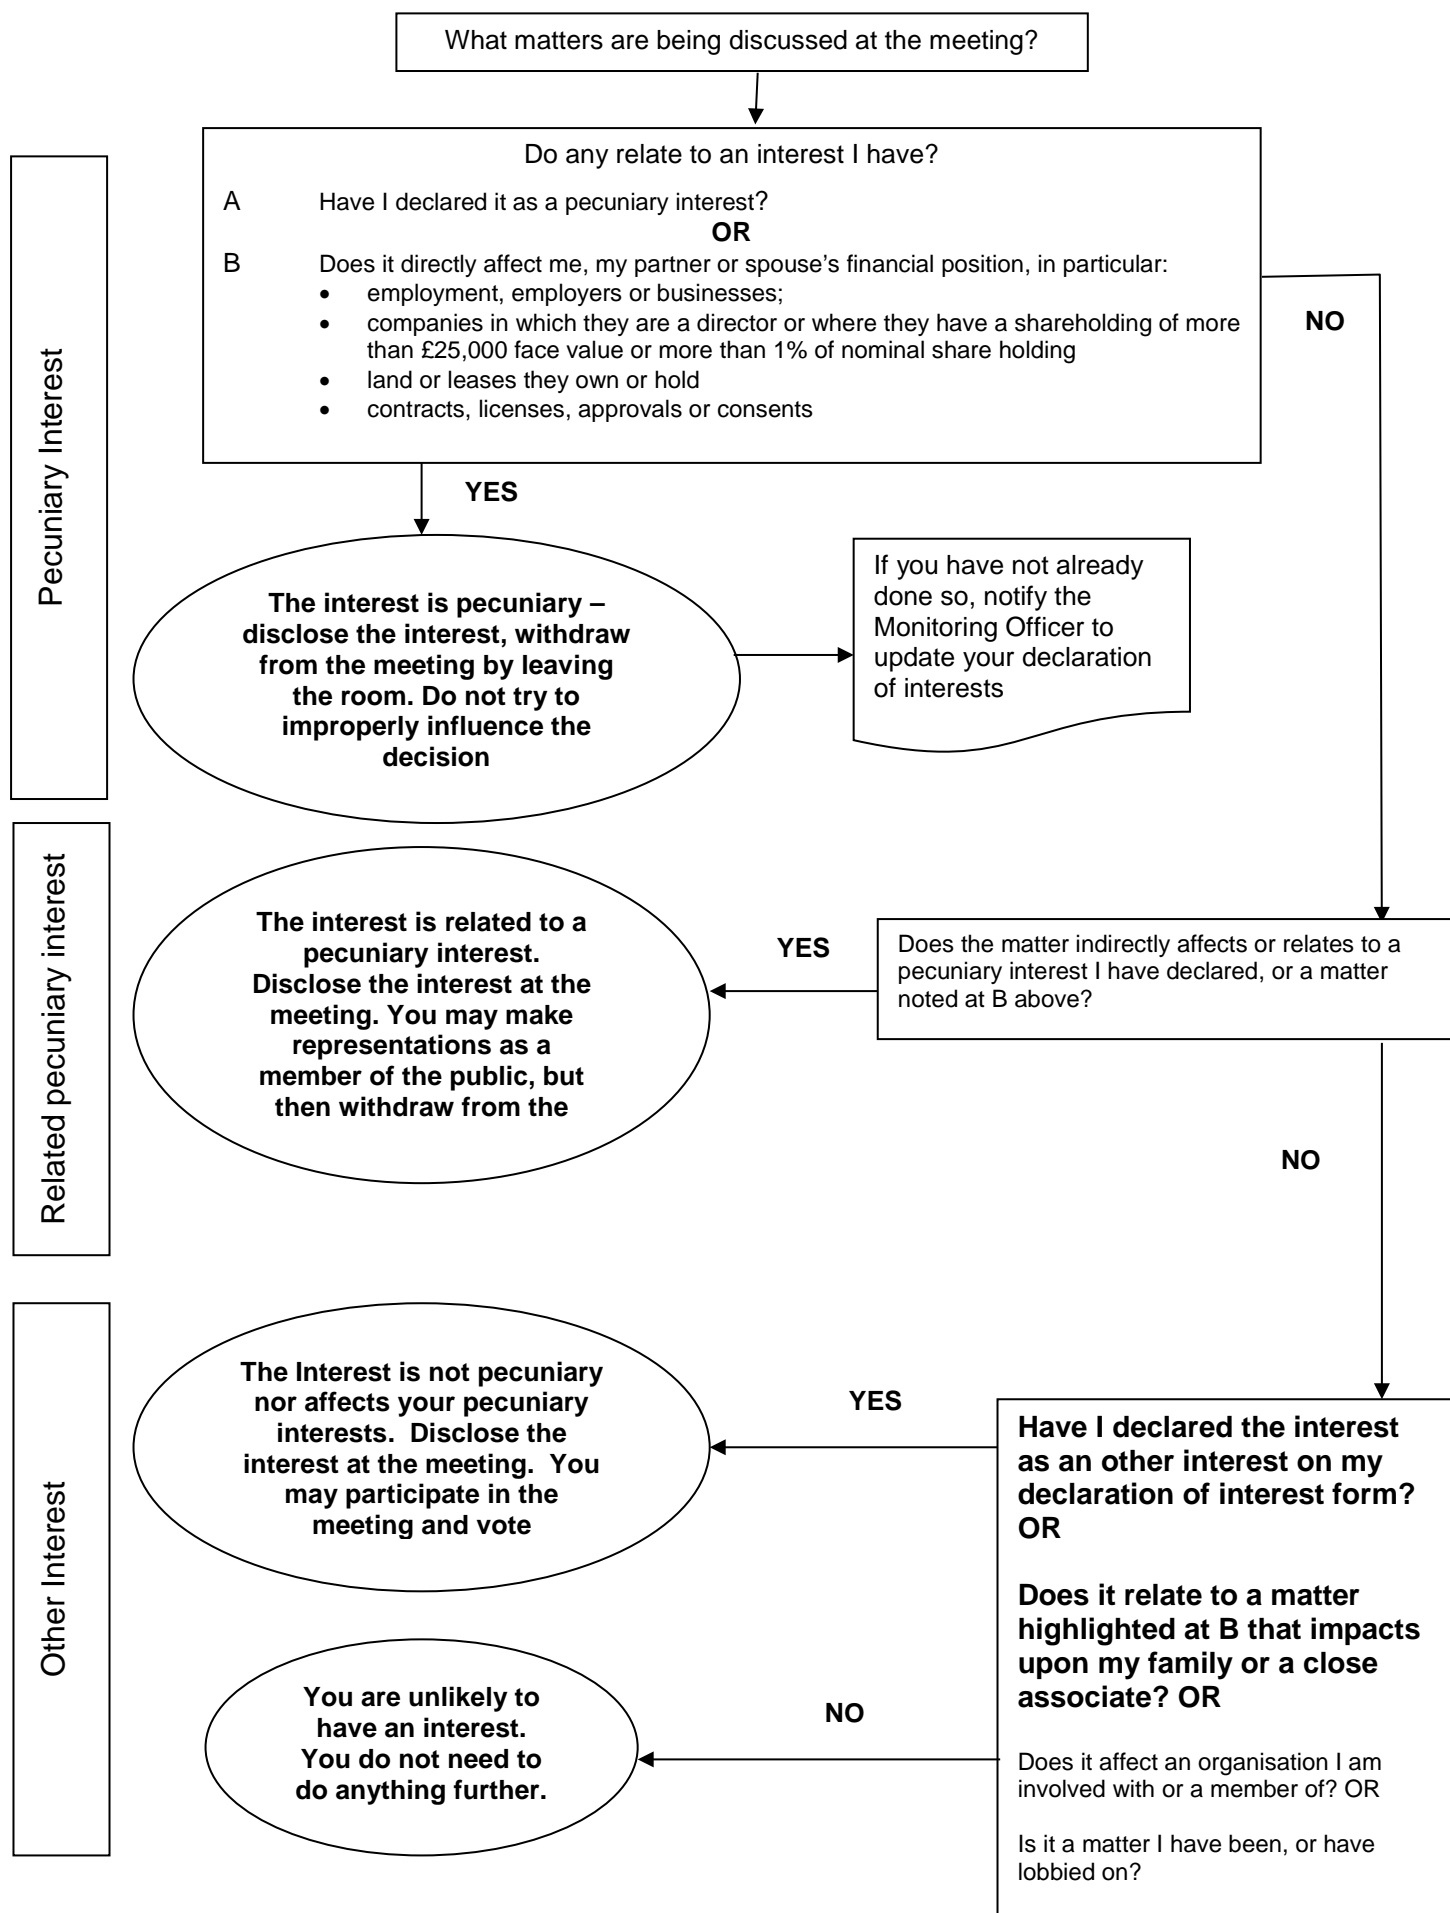 What matters are being discussed at the meeting?
Pecuniary Interest
Do any relate to an interest I have?
A Have I declared it as a pecuniary interest?
OR
B Does it directly affect me, my partner or spouse’s financial position, in particular:
• employment, employers or businesses;
• companies in which they are a director or where they have a shareholding of more
than £25,000 face value or more than 1% of nominal share holding
• land or leases they own or hold
• contracts, licenses, approvals or consents
NO
YES
The interest is pecuniary –
disclose the interest, withdraw
from the meeting by leaving
the room. Do not try to
improperly influence the
decision
If you have not already
done so, notify the
Monitoring Officer to
update your declaration
of interests
Related pecuniary interest
The interest is related to a
pecuniary interest.
Disclose the interest at the
meeting. You may make
representations as a
member of the public, but
then withdraw from the
YES
Does the matter indirectly affects or relates to a
pecuniary interest I have declared, or a matter
noted at B above?
NO
Other Interest
The Interest is not pecuniary
nor affects your pecuniary
interests. Disclose the
interest at the meeting. You
may participate in the
meeting and vote
YES
Have I declared the interest
as an other interest on my
declaration of interest form?
OR
Does it relate to a matter
highlighted at B that impacts
upon my family or a close
associate? OR
Does it affect an organisation I am
involved with or a member of? OR
Is it a matter I have been, or have
lobbied on?
NO
You are unlikely to
have an interest.
You do not need to
do anything further.